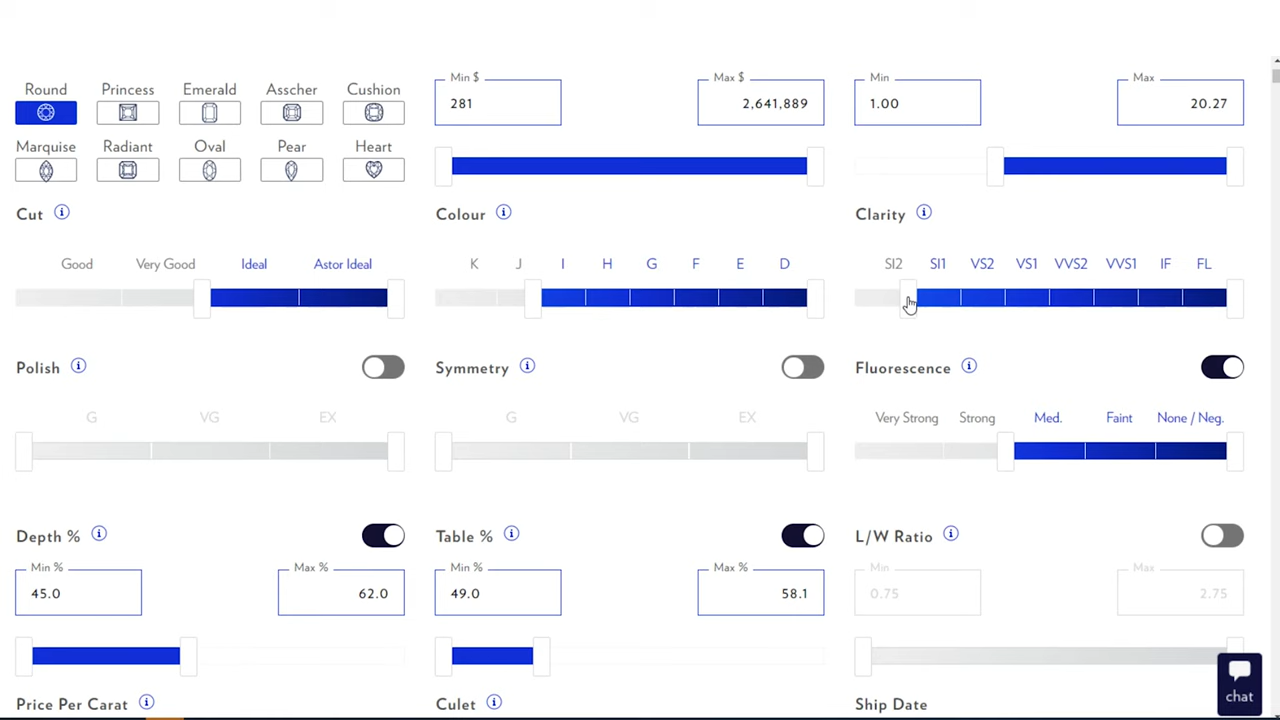 Round Princess Emerald Asscher Cushion
Min $ Max $ Min Max
281 2,641,889 1.00 20.27
Marquise Radiant Oval Pear Heart
Cut Colour Clarity
Good Very Good Ideal Astor Ideal K J I H G F E D SI2 SI1 VS2 VS1 VVS2 VVS1 IF FL
Polish Symmetry Fluorescence
G VG EX G VG EX Very Strong Strong Med. Faint None / Neg.
Depth % Table % L/W Ratio
Min % Max % Min % Max % Min Max
45.0 62.0 49.0 58.1 0.75 2.75
chat
Price Per Carat Culet Ship Date